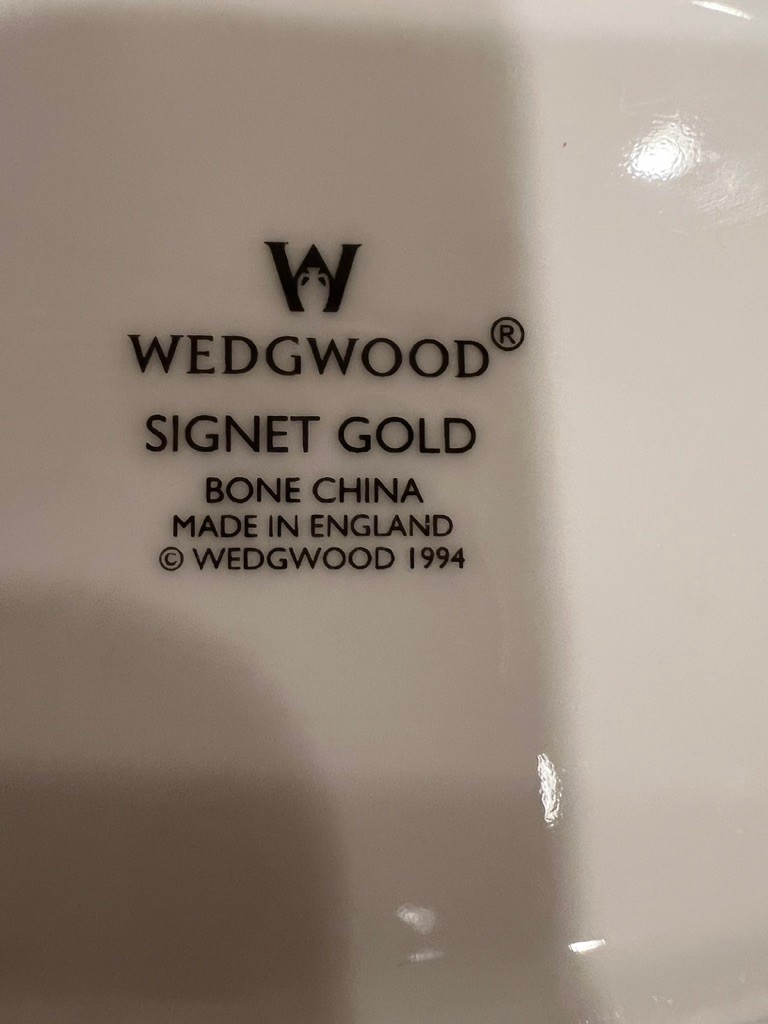 W
WEDGWOOD®
SIGNET GOLD
BONE CHINA
MADE IN ENGLAND
© WEDGWOOD 1994